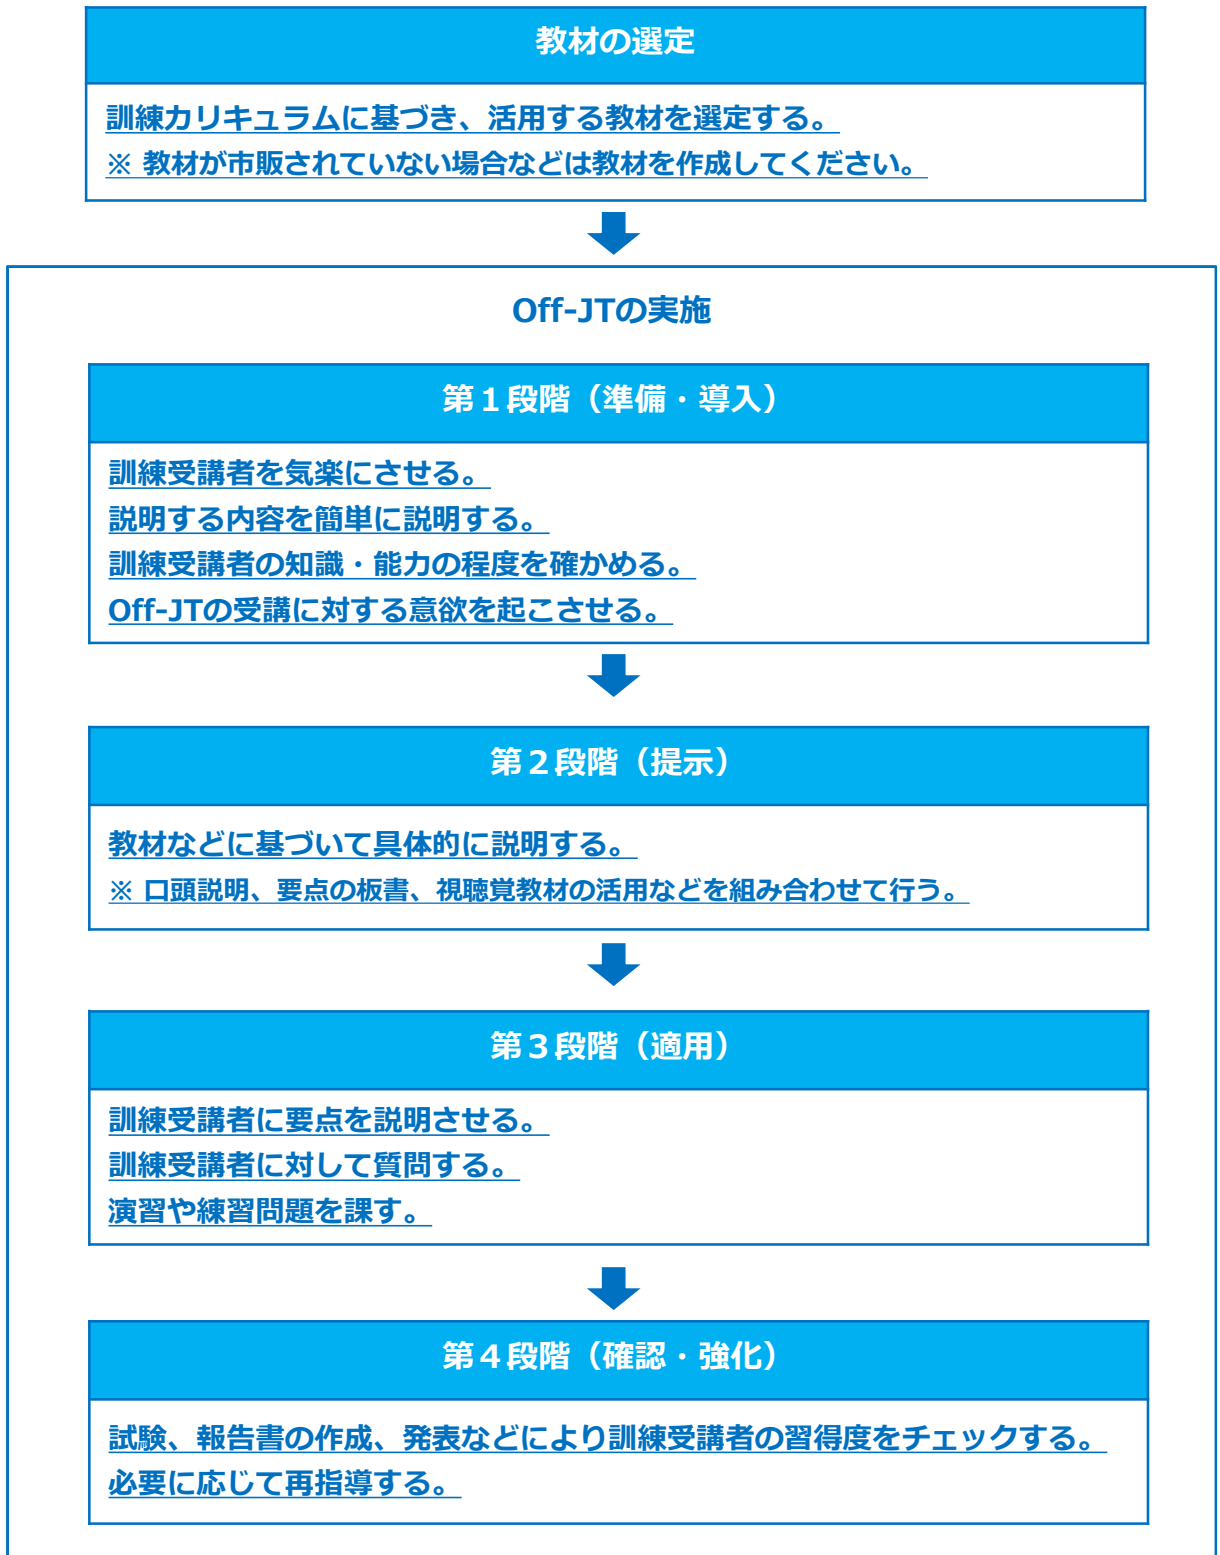 教材の選定
訓練カリキュラムに基づき、活用する教材を選定する。
※ 教材が市販されていない場合などは教材を作成してください。
Off-JTの実施
第１段階（準備・導入）
訓練受講者を気楽にさせる。
説明する内容を簡単に説明する。
訓練受講者の知識・能力の程度を確かめる。
Off-JTの受講に対する意欲を起こさせる。
第２段階（提示）
教材などに基づいて具体的に説明する。
※ 口頭説明、要点の板書、視聴覚教材の活用などを組み合わせて行う。
第３段階（適用）
訓練受講者に要点を説明させる。
訓練受講者に対して質問する。
演習や練習問題を課す。
第４段階（確認・強化）
試験、報告書の作成、発表などにより訓練受講者の習得度をチェックする。
必要に応じて再指導する。